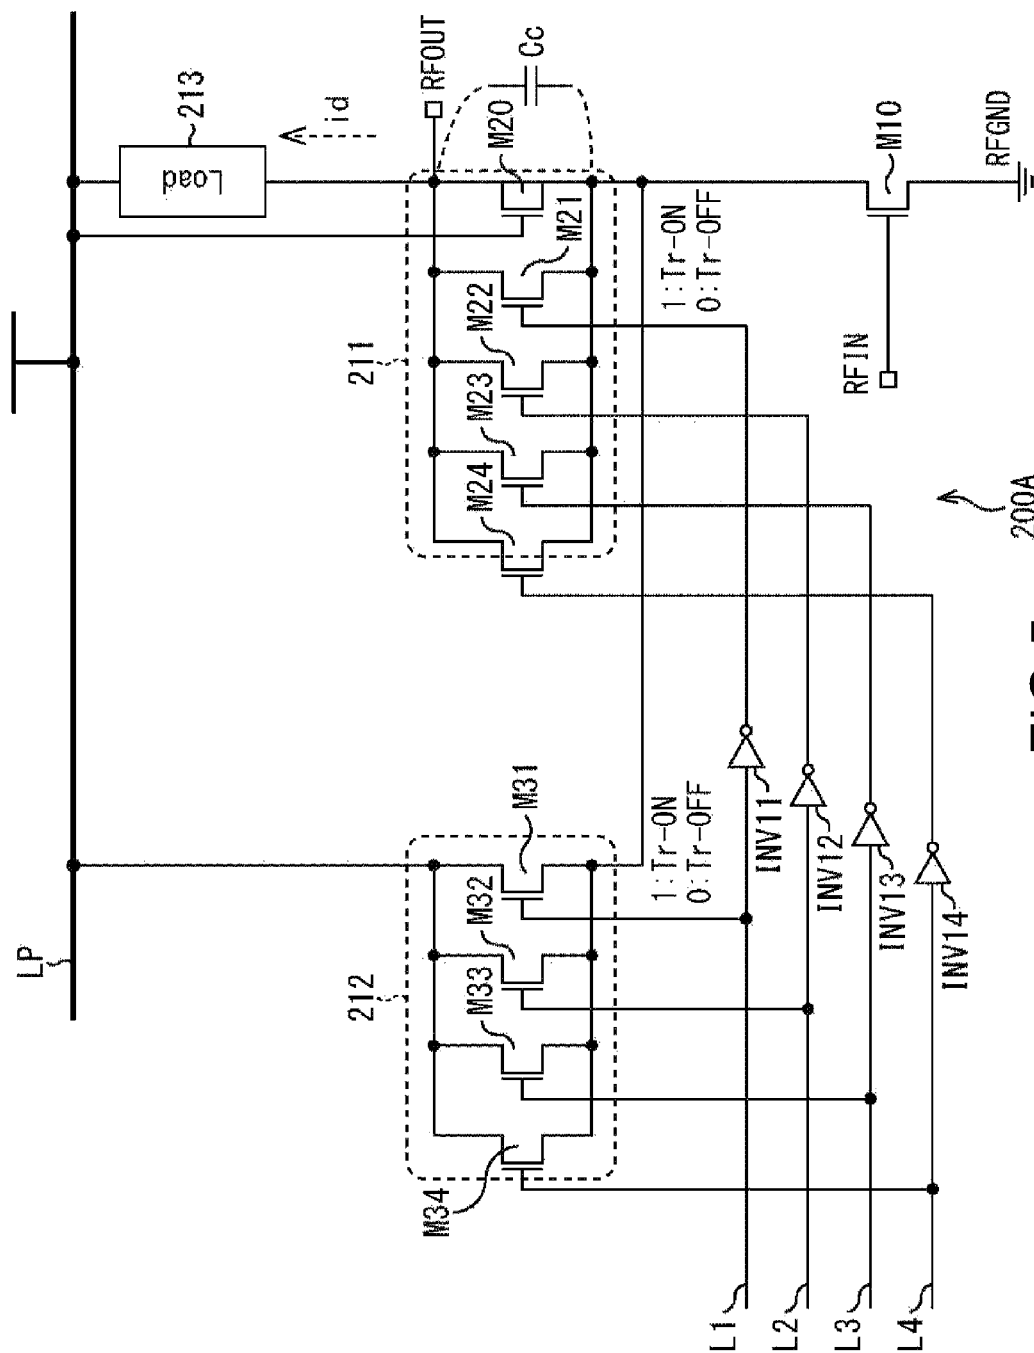 LP
213
Load
id
RFOUT
Cc
M20
M21
M22
M23
M24
211
1:Tr-ON
0:Tr-OFF
M10
RFGND
RFIN
200A
212
M31
M32
M33
M34
1:Tr-ON
0:Tr-OFF
INV11
INV12
INV13
INV14
L1
L2
L3
L4